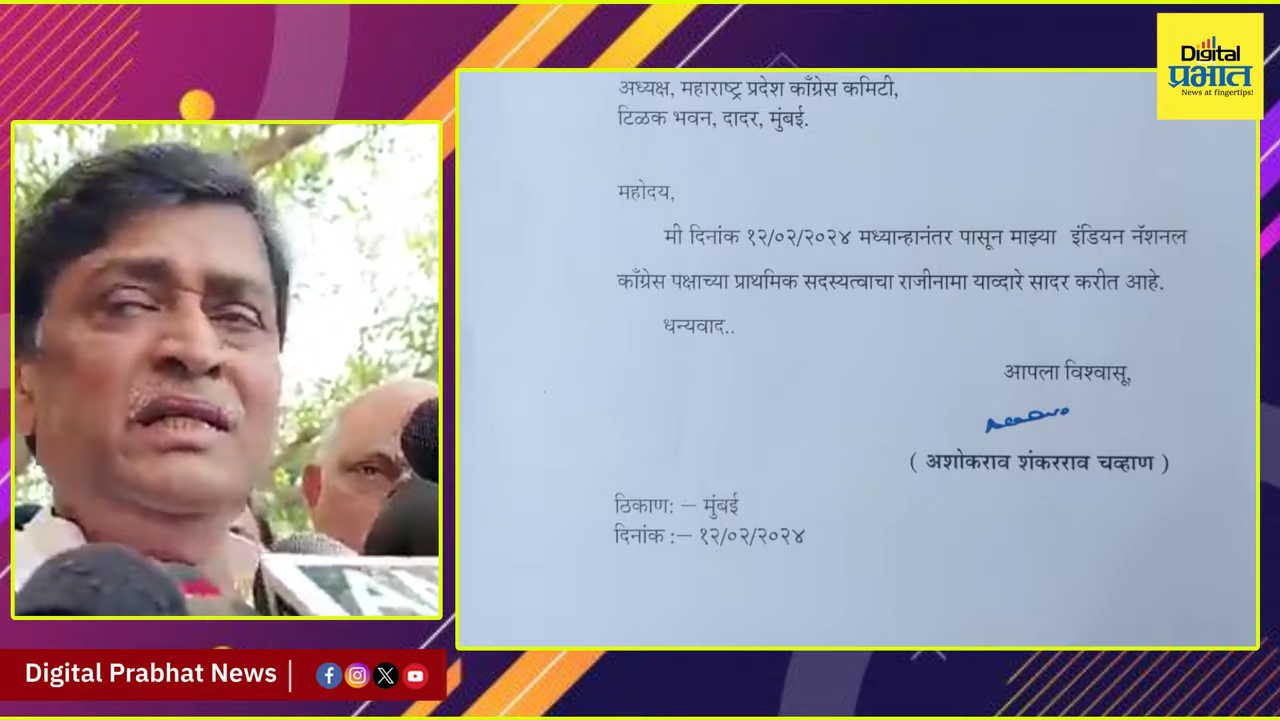 Digital
प्रभात
News at fingertips!
अध्यक्ष, महाराष्ट्र प्रदेश काँग्रेस कमिटी,
टिळक भवन, दादर, मुंबई.
महोदय,
मी दिनांक १२/०२/२०२४ मध्यान्हानंतर पासून माझ्या इंडियन नॅशनल
काँग्रेस पक्षाच्या प्राथमिक सदस्यत्वाचा राजीनामा याव्दारे सादर करीत आहे.
धन्यवाद..
आपला विश्वासू,
( अशोकराव शंकरराव चव्हाण )
ठिकाण: – मुंबई
दिनांक :– १२/०२/२०२४
Digital Prabhat News |